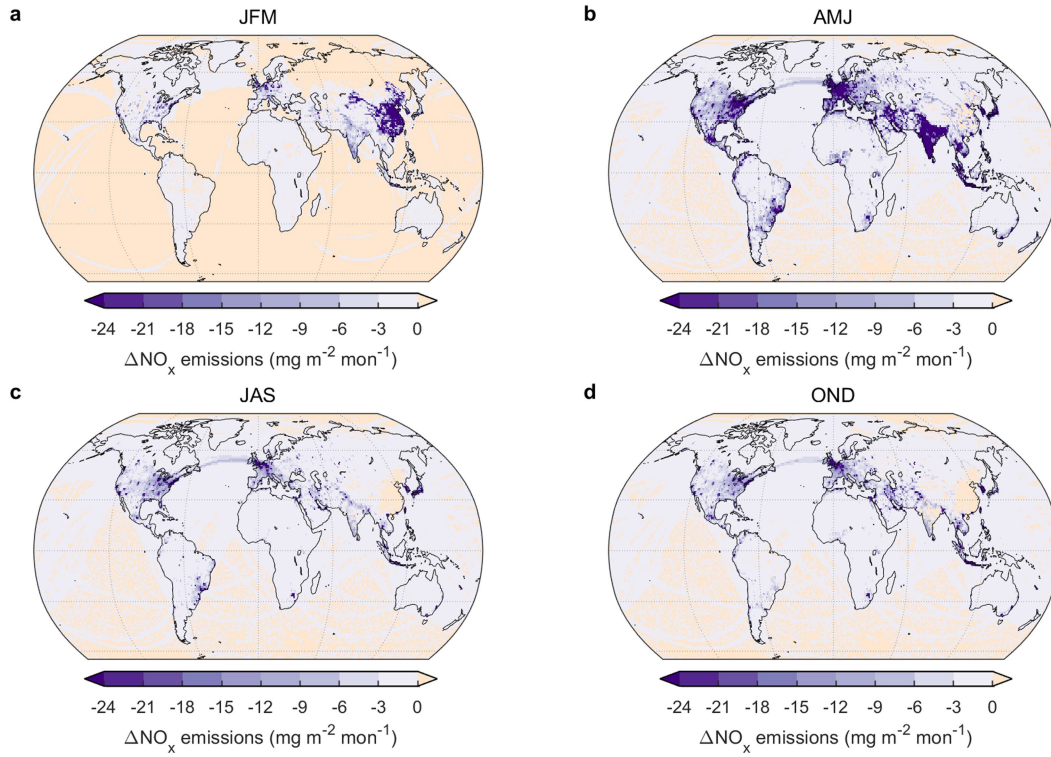 a
JFM
-24 -21 -18 -15 -12 -9 -6 -3 0
ΔNOx emissions (mg m-2 mon-1)
b
AMJ
-24 -21 -18 -15 -12 -9 -6 -3 0
ΔNOx emissions (mg m-2 mon-1)
c
JAS
-24 -21 -18 -15 -12 -9 -6 -3 0
ΔNOx emissions (mg m-2 mon-1)
d
OND
-24 -21 -18 -15 -12 -9 -6 -3 0
ΔNOx emissions (mg m-2 mon-1)